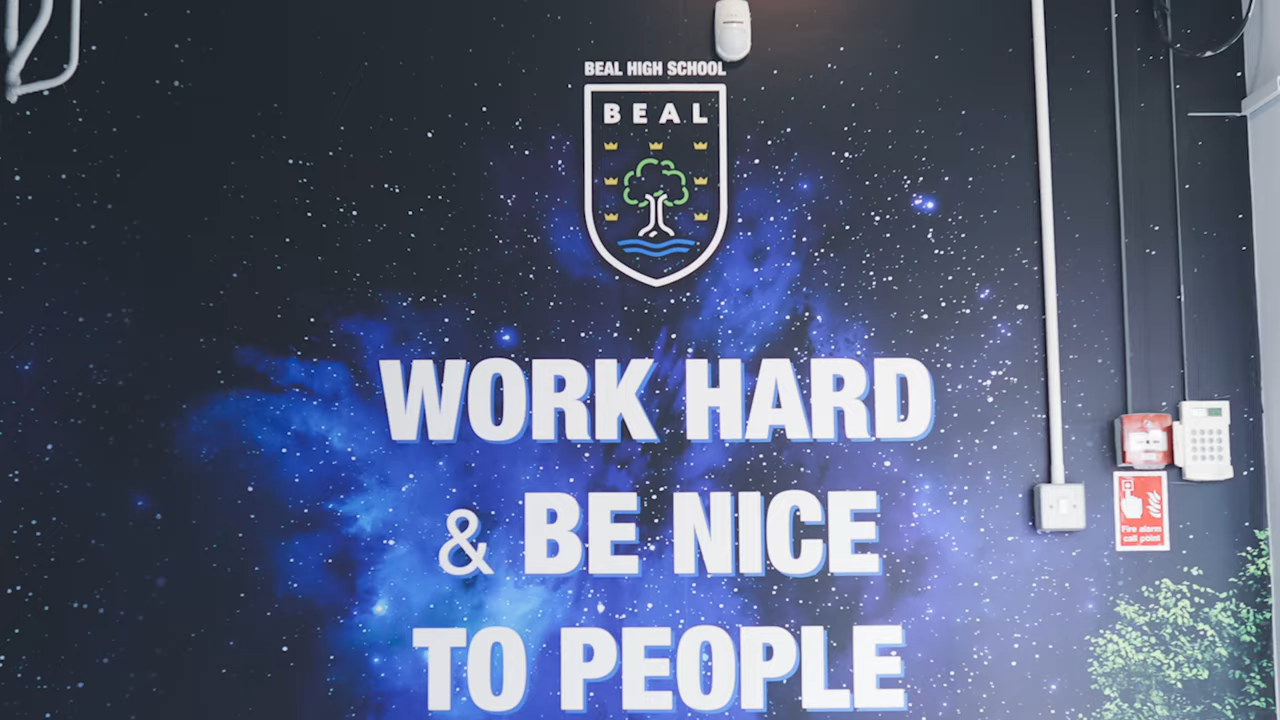 BEAL HIGH SCHOOL
BEAL
WORK HARD
& BE NICE
TO PEOPLE
Fire alarm
call point